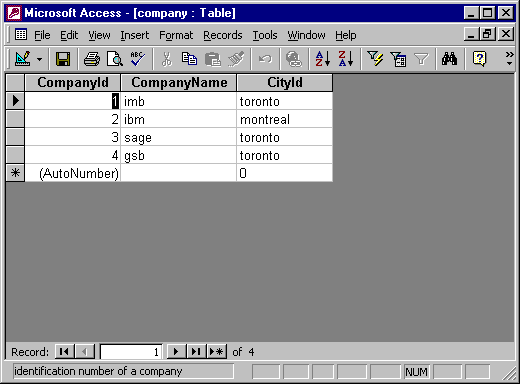 Microsoft Access - [company : Table]
File Edit View Insert Format Records Tools Window Help
CompanyId CompanyName CityId
1 imb toronto
2 ibm montreal
3 sage toronto
4 gsb toronto
(AutoNumber) 0
Record: 1 of 4
identification number of a company NUM